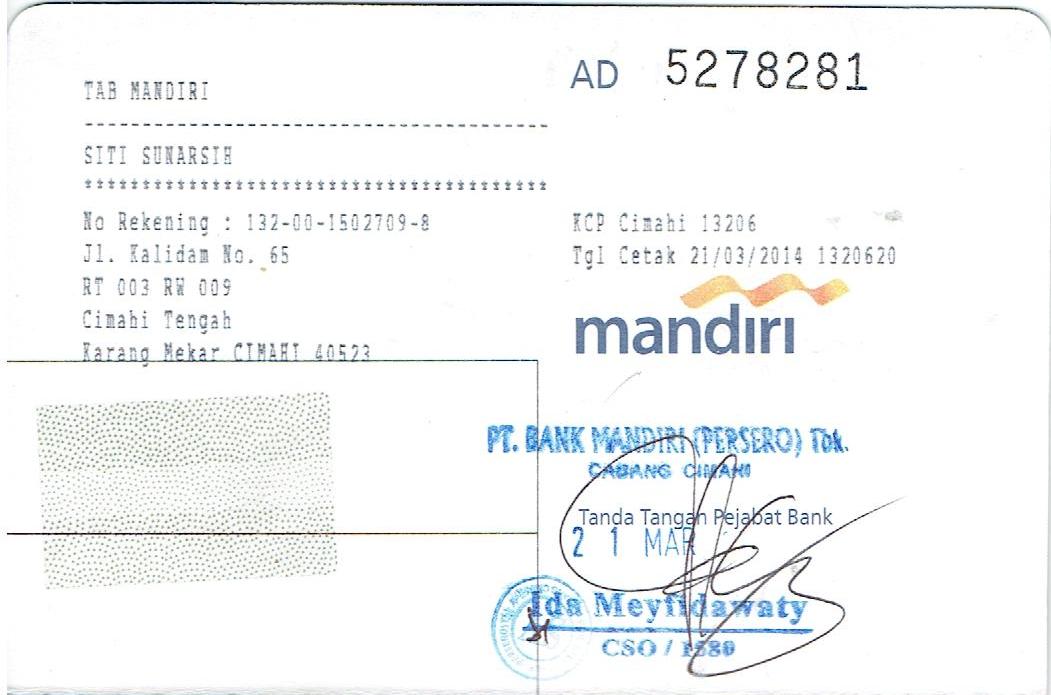 AD 5278281
TAB MANDIRI
----------------------------------------
SITI SUNARSIH
****************************************
No Rekening : 132-00-1502709-8
Jl. Kalidam No. 65
RT 003 RW 009
Cimahi Tengah
Karang Mekar CIMAHI 40523
KCP Cimahi 13206
Tgl Cetak 21/03/2014 1320620
mandiri
PT. BANK MANDIRI (PERSERO) Tbk.
CABANG CIMAHI
Tanda Tangan Pejabat Bank
2 1 MAR
Ida Meyfidawaty
CSO / 1580